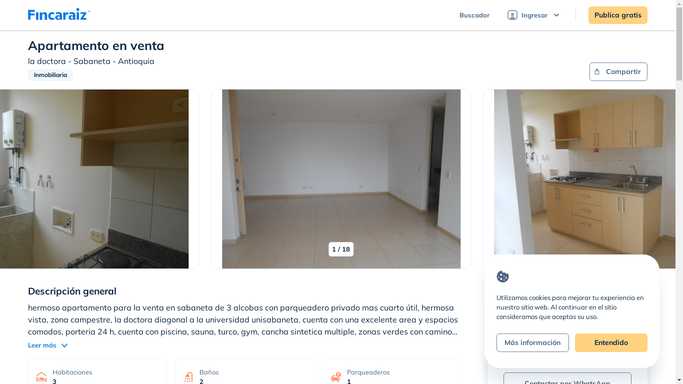 Fincaraiz
Buscador
Ingresar
Publica gratis
Apartamento en venta
la doctora - Sabaneta - Antioquia
Inmobiliaria
Compartir
1 / 18
Descripción general
hermoso apartamento para la venta en sabaneta de 3 alcobas con parqueadero privado mas cuarto útil, hermosa
vista, zona campestre, la doctora diagonal a la universidad unisabaneta, cuento con una excelente area y espacios
comodos, porteria 24 h, cuenta con piscina, sauna, turco, gym, cancha sintetica multiple, zonas verdes con camino...
Leer más
Habitaciones
3
Baños
2
Parqueaderos
1
Utilizamos cookies para mejorar tu experiencia en
nuestro sitio web. Al continuar en el sitio
consideramos que aceptas su uso.
Más información
Entendido
Contactar por WhatsApp